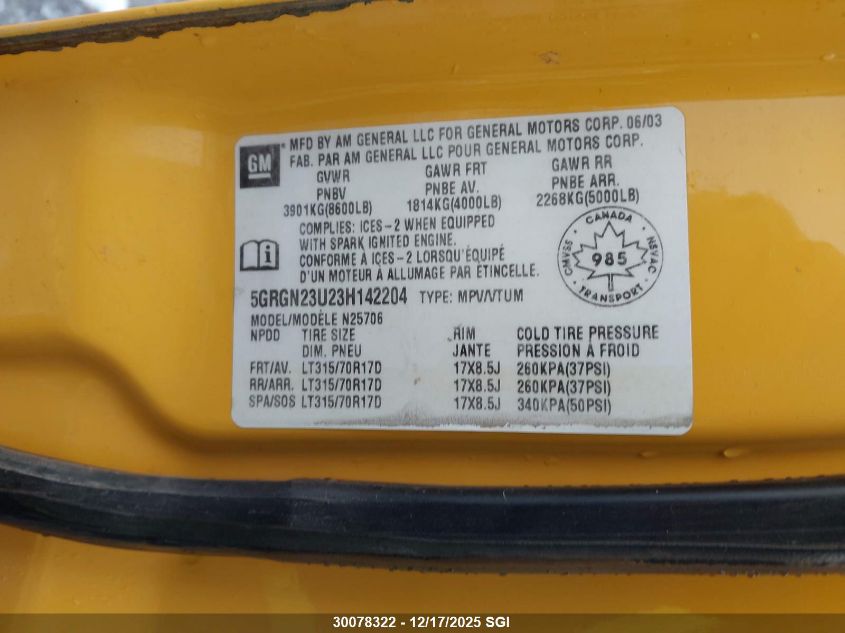 MFD BY AM GENERAL LLC FOR GENERAL MOTORS CORP. 06/03
GM FAB. PAR AM GENERAL LLC POUR GENERAL MOTORS CORP.
GVWR GAWR FRT GAWR RR
PNBV PNBE AV. PNBE ARR.
3901KG(8600LB) 1814KG(4000LB) 2268KG(5000LB)
COMPLIES: ICES-2 WHEN EQUIPPED
WITH SPARK IGNITED ENGINE.
CONFORME À ICES-2 LORSQU'ÉQUIPÉ
D'UN MOTEUR À ALLUMAGE PAR ÉTINCELLE.
CANADA
CMVSS 985 NSVAC
TRANSPORT
5GRGN23U23H142204 TYPE: MPV/VTUM
MODEL/MODÈLE N25706
NPDD TIRE SIZE RIM COLD TIRE PRESSURE
DIM. PNEU JANTE PRESSION À FROID
FRT/AV. LT315/70R17D 17X8.5J 260KPA(37PSI)
RR/ARR. LT315/70R17D 17X8.5J 260KPA(37PSI)
SPA/SOS LT315/70R17D 17X8.5J 340KPA(50PSI)
30078322 - 12/17/2025 SGI